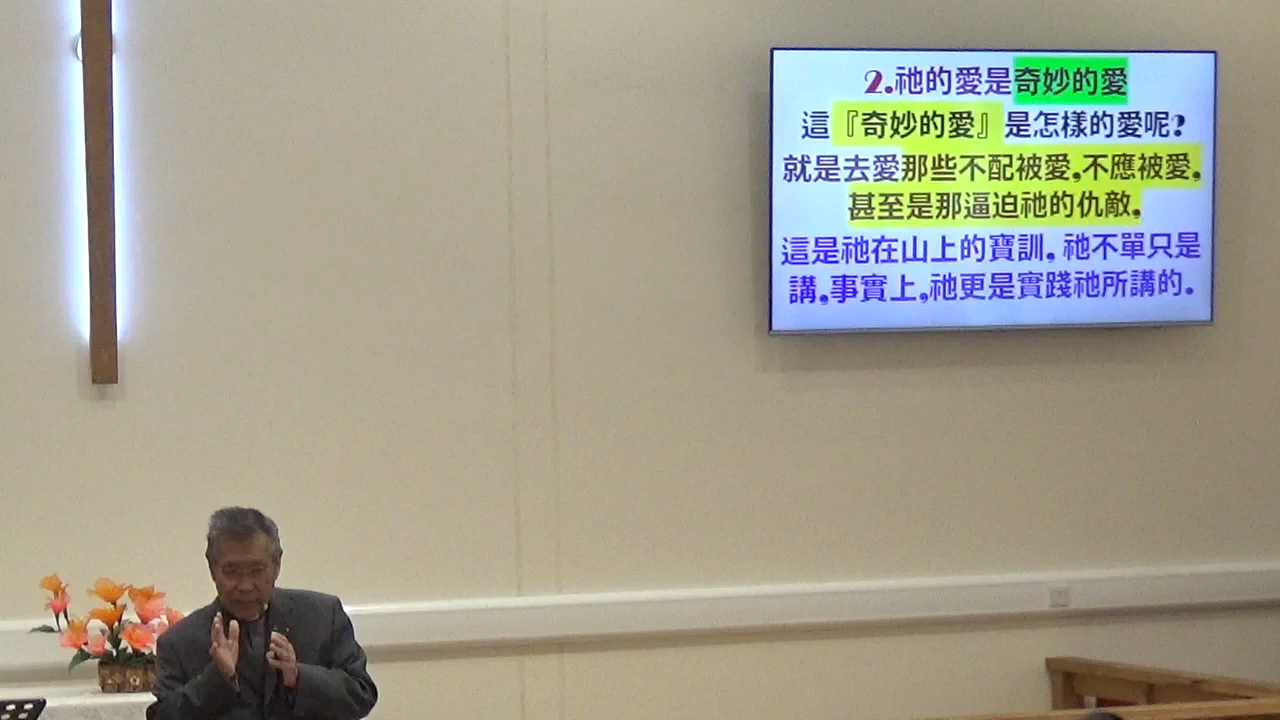 2.祂的愛是奇妙的愛
這『奇妙的愛』是怎樣的愛呢?
就是去愛那些不配被愛,不應被愛,
甚至是那逼迫祂的仇敵。
這是祂在山上的寶訓, 祂不單只是
講,事實上,祂更是實踐祂所講的。